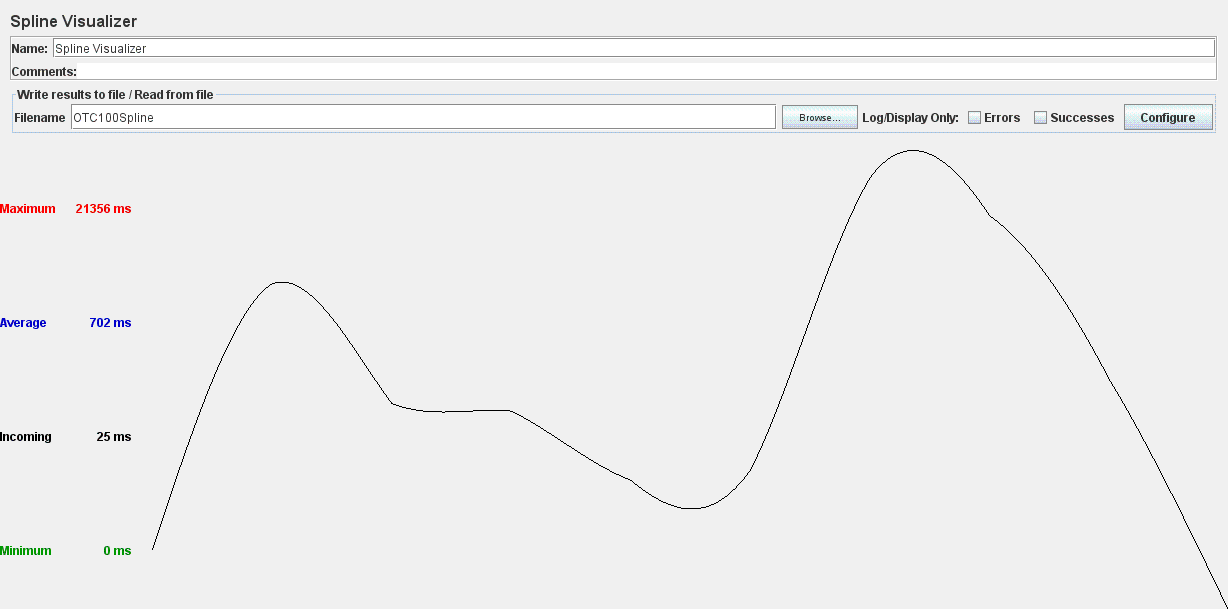 Spline Visualizer
Name: Spline Visualizer
Comments:
Write results to file / Read from file
Filename OTC100Spline Browse... Log/Display Only: Errors Successes Configure
Maximum 21356 ms
Average 702 ms
Incoming 25 ms
Minimum 0 ms